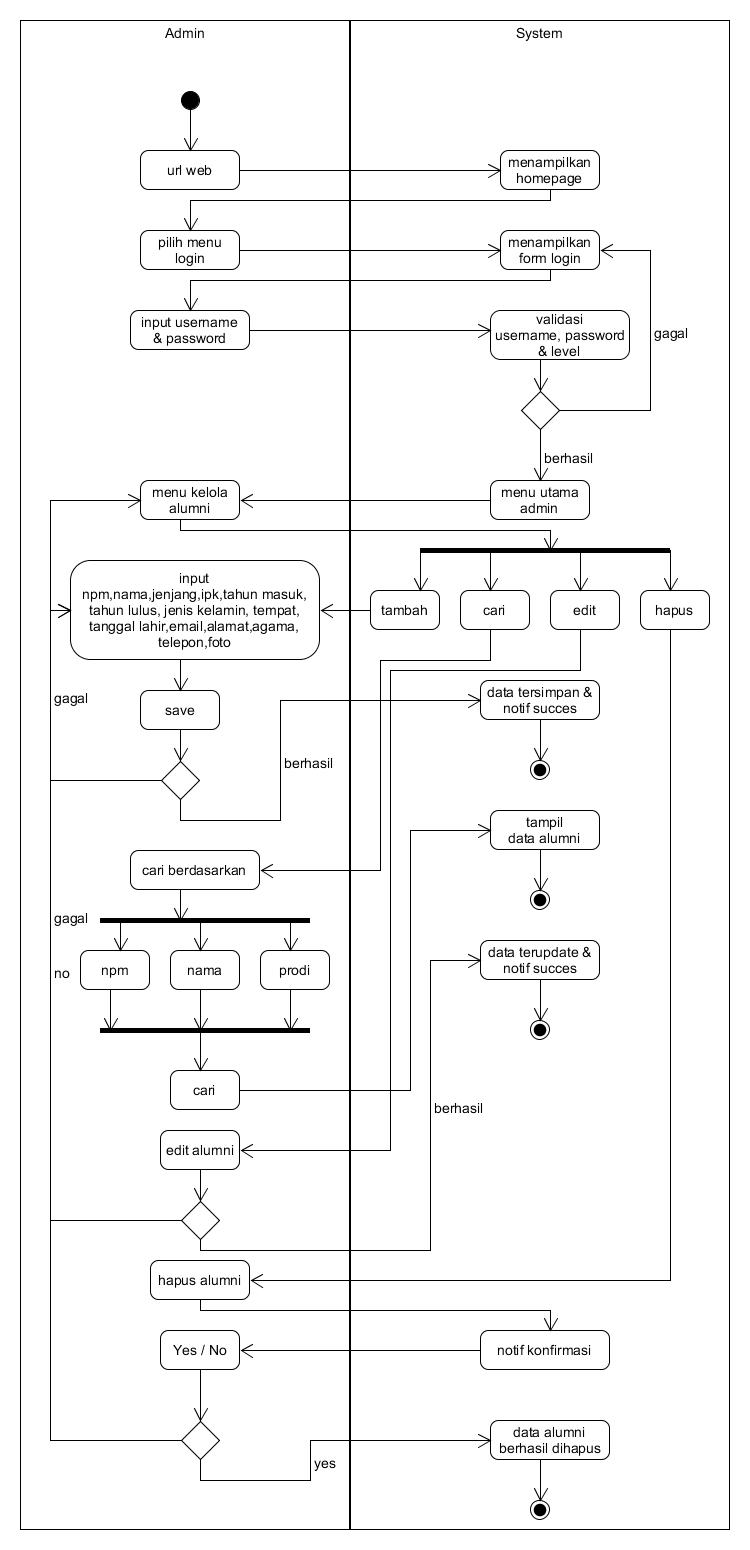 Admin
System
url web
menampilkan
homepage
pilih menu
login
menampilkan
form login
input username
& password
validasi
username, password
& level
gagal
berhasil
menu kelola
alumni
menu utama
admin
input
npm,nama,jenjang,ipk,tahun masuk,
tahun lulus, jenis kelamin, tempat,
tanggal lahir,email,alamat,agama,
telepon,foto
tambah
cari
edit
hapus
gagal
save
data tersimpan &
notif succes
berhasil
tampil
data alumni
cari berdasarkan
gagal
no
npm
nama
prodi
data terupdate &
notif succes
cari
berhasil
edit alumni
hapus alumni
Yes / No
notif konfirmasi
data alumni
berhasil dihapus
yes